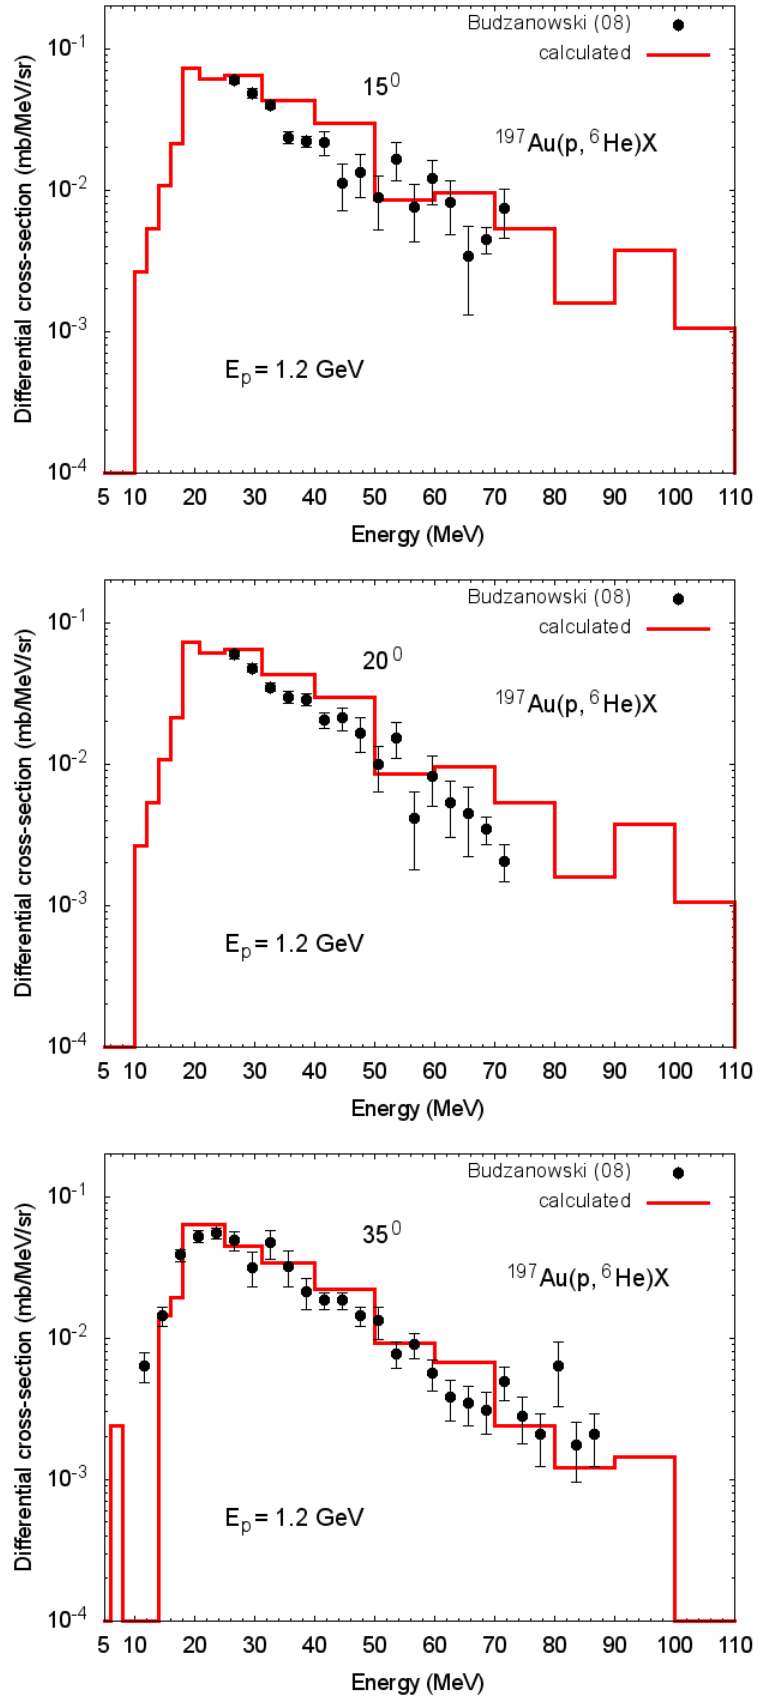 Budzanowski (08)
calculated
15⁰
¹⁹⁷Au(p, ⁶He)X
Eₚ = 1.2 GeV
Differential cross-section (mb/MeV/sr)
10⁻¹
10⁻²
10⁻³
10⁻⁴
5 10 20 30 40 50 60 70 80 90 100 110
Energy (MeV)
Budzanowski (08)
calculated
20⁰
¹⁹⁷Au(p, ⁶He)X
Eₚ = 1.2 GeV
Differential cross-section (mb/MeV/sr)
10⁻¹
10⁻²
10⁻³
10⁻⁴
5 10 20 30 40 50 60 70 80 90 100 110
Energy (MeV)
Budzanowski (08)
calculated
35⁰
¹⁹⁷Au(p, ⁶He)X
Eₚ = 1.2 GeV
Differential cross-section (mb/MeV/sr)
10⁻¹
10⁻²
10⁻³
10⁻⁴
5 10 20 30 40 50 60 70 80 90 100 110
Energy (MeV)